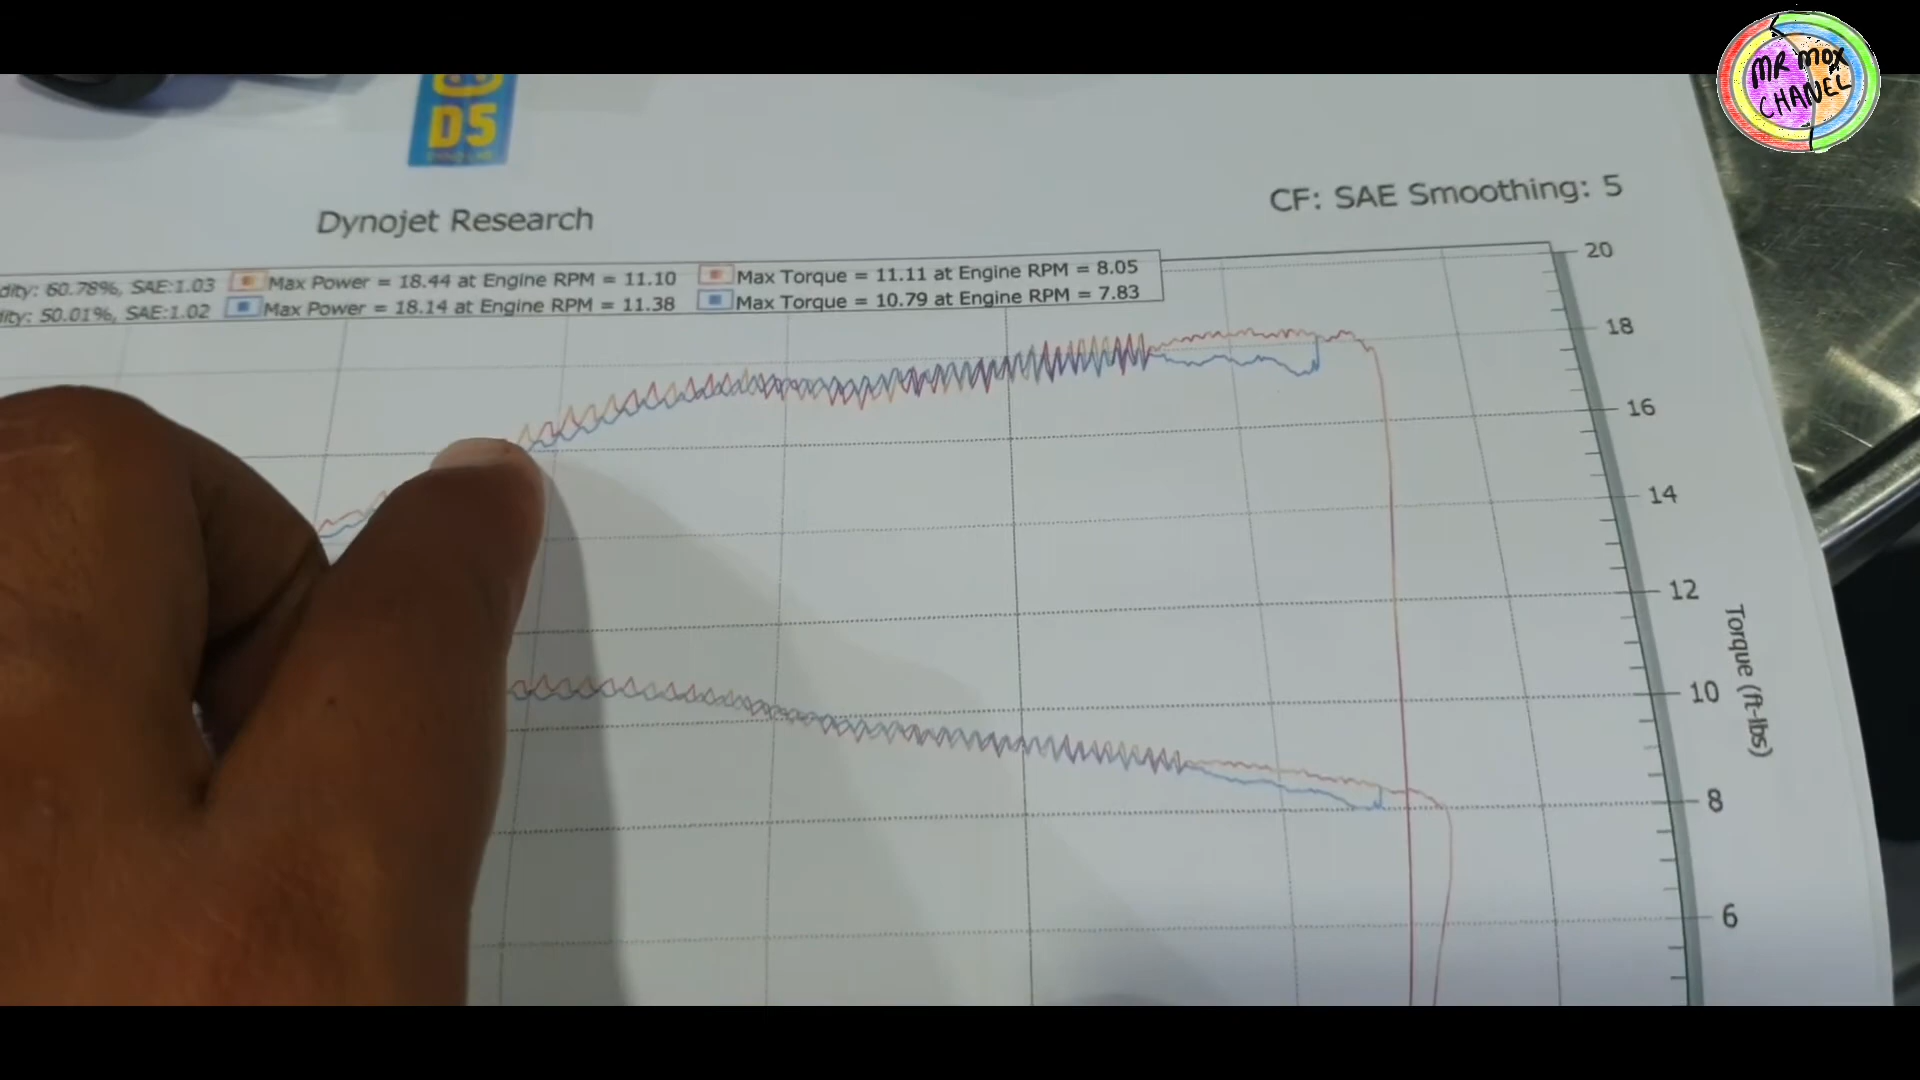 MR MOX
CHANEL
D5
CF: SAE Smoothing: 5
Dynojet Research
dity: 60.78%, SAE:1.03 Max Power = 18.44 at Engine RPM = 11.10 Max Torque = 11.11 at Engine RPM = 8.05
ity: 50.01%, SAE:1.02 Max Power = 18.14 at Engine RPM = 11.38 Max Torque = 10.79 at Engine RPM = 7.83
20
18
16
14
12
10
8
6
Torque (ft-lbs)